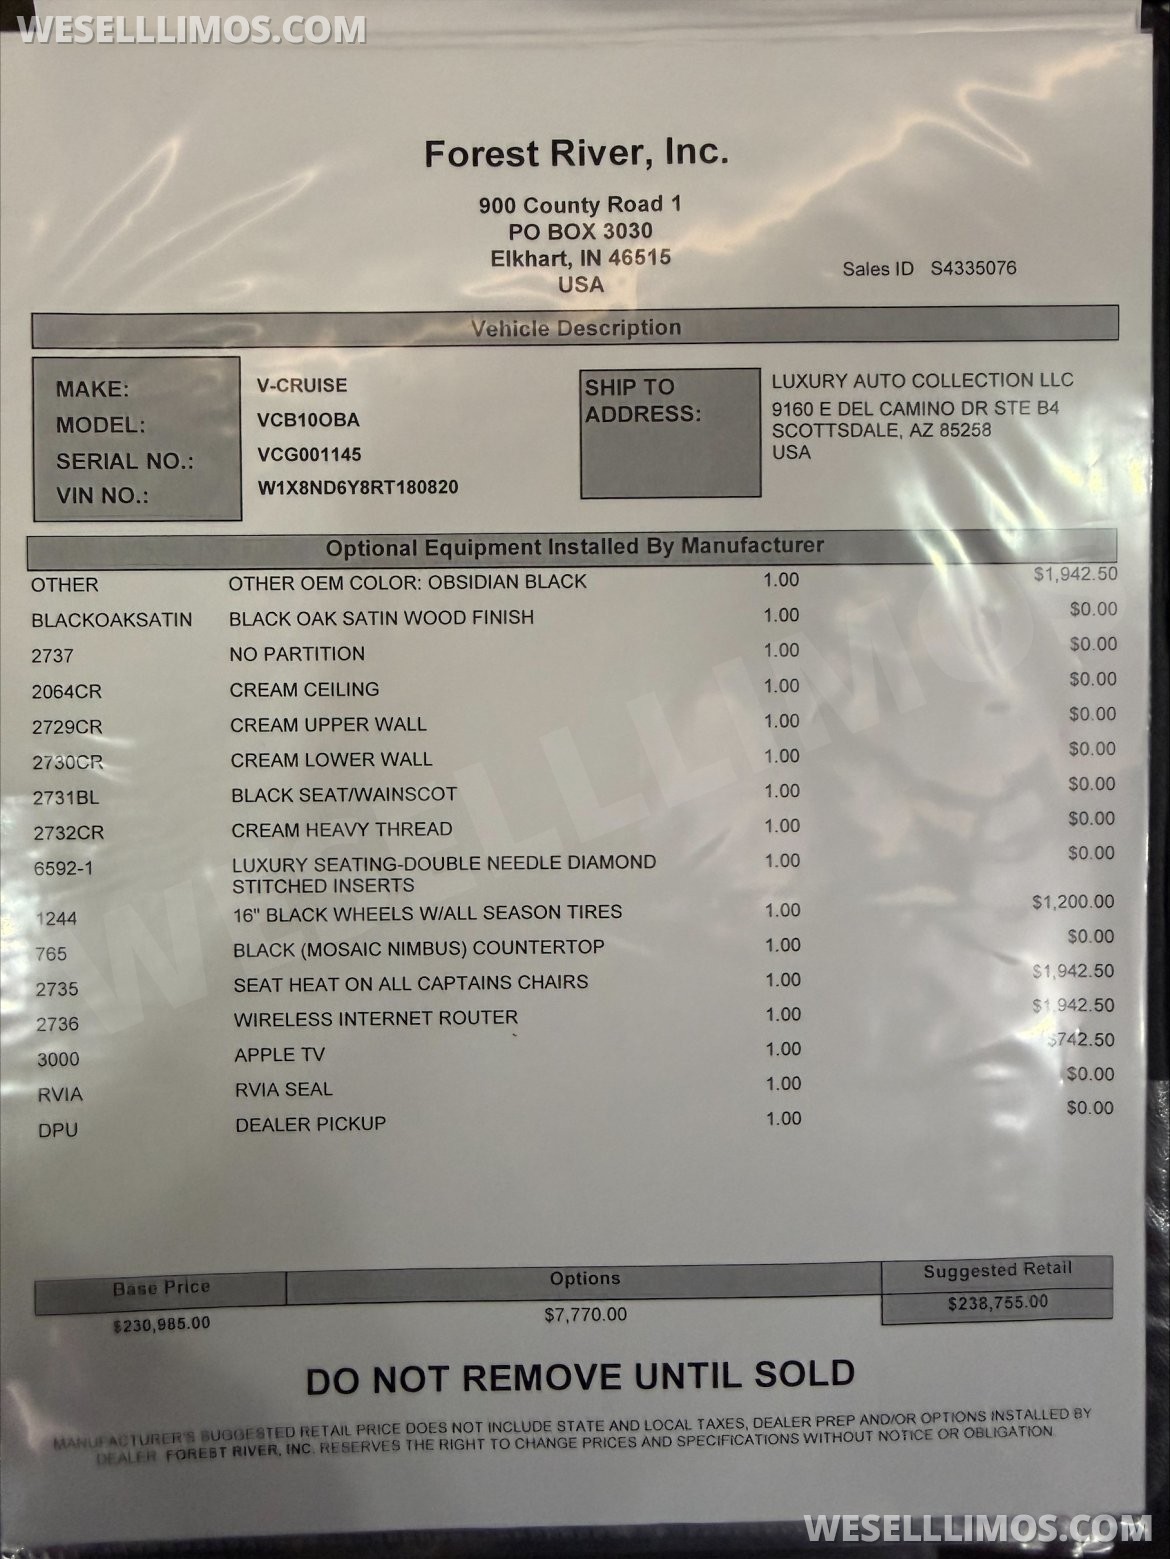 WESELLLIMOS.COM
Forest River, Inc.
900 County Road 1
PO BOX 3030
Elkhart, IN 46515
USA
Sales ID S4335076
Vehicle Description
MAKE: V-CRUISE
MODEL: VCB10OBA
SERIAL NO.: VCG001145
VIN NO.: W1X8ND6Y8RT180820
SHIP TO
ADDRESS:
LUXURY AUTO COLLECTION LLC
9160 E DEL CAMINO DR STE B4
SCOTTSDALE, AZ 85258
USA
Optional Equipment Installed By Manufacturer
OTHER OTHER OEM COLOR: OBSIDIAN BLACK 1.00 $1,942.50
BLACKOAKSATIN BLACK OAK SATIN WOOD FINISH 1.00 $0.00
2737 NO PARTITION 1.00 $0.00
2064CR CREAM CEILING 1.00 $0.00
2729CR CREAM UPPER WALL 1.00 $0.00
2730CR CREAM LOWER WALL 1.00 $0.00
2731BL BLACK SEAT/WAINSCOT 1.00 $0.00
2732CR CREAM HEAVY THREAD 1.00 $0.00
6592-1 LUXURY SEATING-DOUBLE NEEDLE DIAMOND 1.00 $0.00
STITCHED INSERTS
1244 16" BLACK WHEELS W/ALL SEASON TIRES 1.00 $1,200.00
765 BLACK (MOSAIC NIMBUS) COUNTERTOP 1.00 $0.00
2735 SEAT HEAT ON ALL CAPTAINS CHAIRS 1.00 $1,942.50
2736 WIRELESS INTERNET ROUTER 1.00 $1,942.50
3000 APPLE TV 1.00 $742.50
RVIA RVIA SEAL 1.00 $0.00
DPU DEALER PICKUP 1.00 $0.00
WESELLLIMOS
Base Price Options Suggested Retail
$230,985.00 $7,770.00 $238,755.00
DO NOT REMOVE UNTIL SOLD
MANUFACTURER'S SUGGESTED RETAIL PRICE DOES NOT INCLUDE STATE AND LOCAL TAXES, DEALER PREP AND/OR OPTIONS INSTALLED BY
DEALER FOREST RIVER, INC. RESERVES THE RIGHT TO CHANGE PRICES AND SPECIFICATIONS WITHOUT NOTICE OR OBLIGATION
WESELLLIMOS.COM